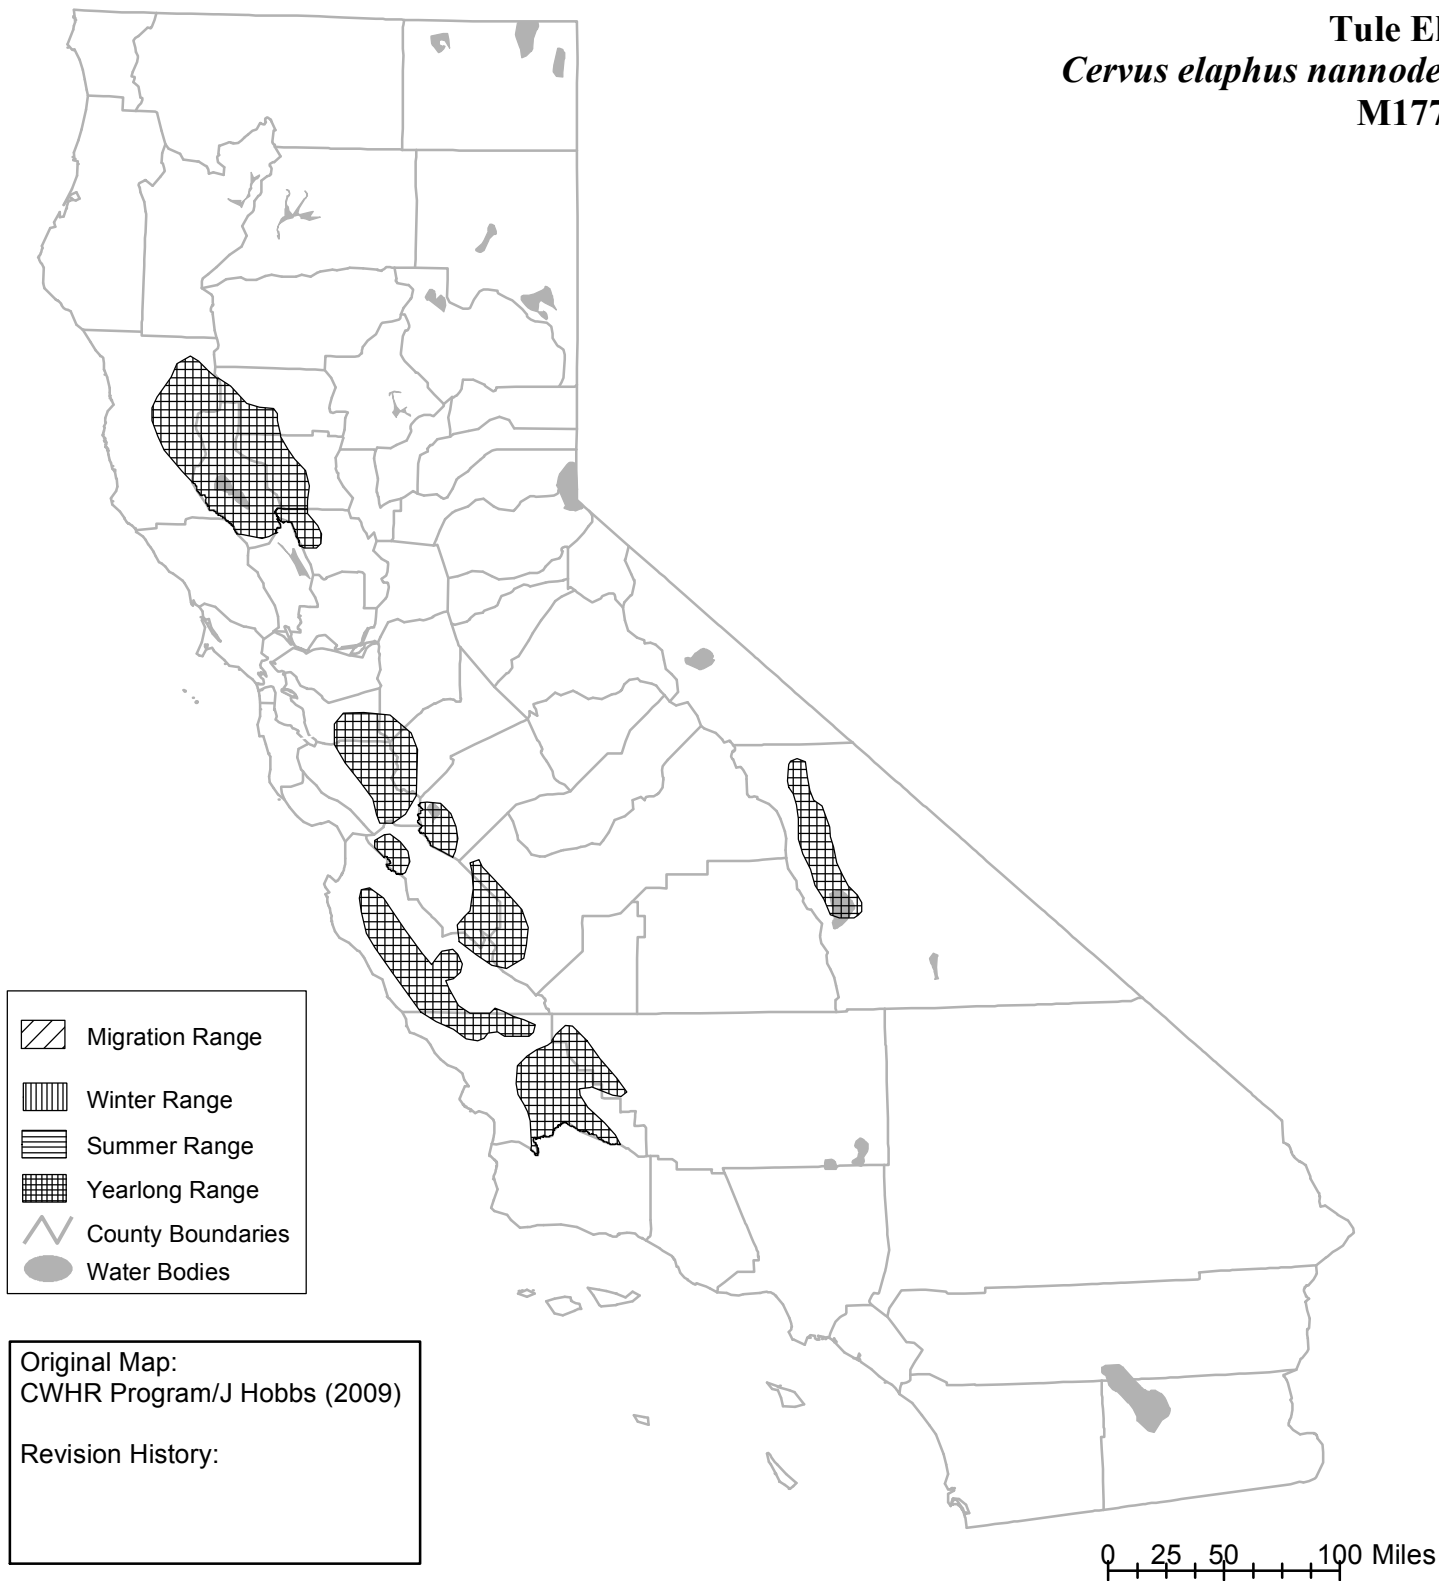 Tule El
Cervus elaphus nannode
M177
Migration Range
Winter Range
Summer Range
Yearlong Range
County Boundaries
Water Bodies
Original Map:
CWHR Program/J Hobbs (2009)
Revision History:
0 25 50 100 Miles